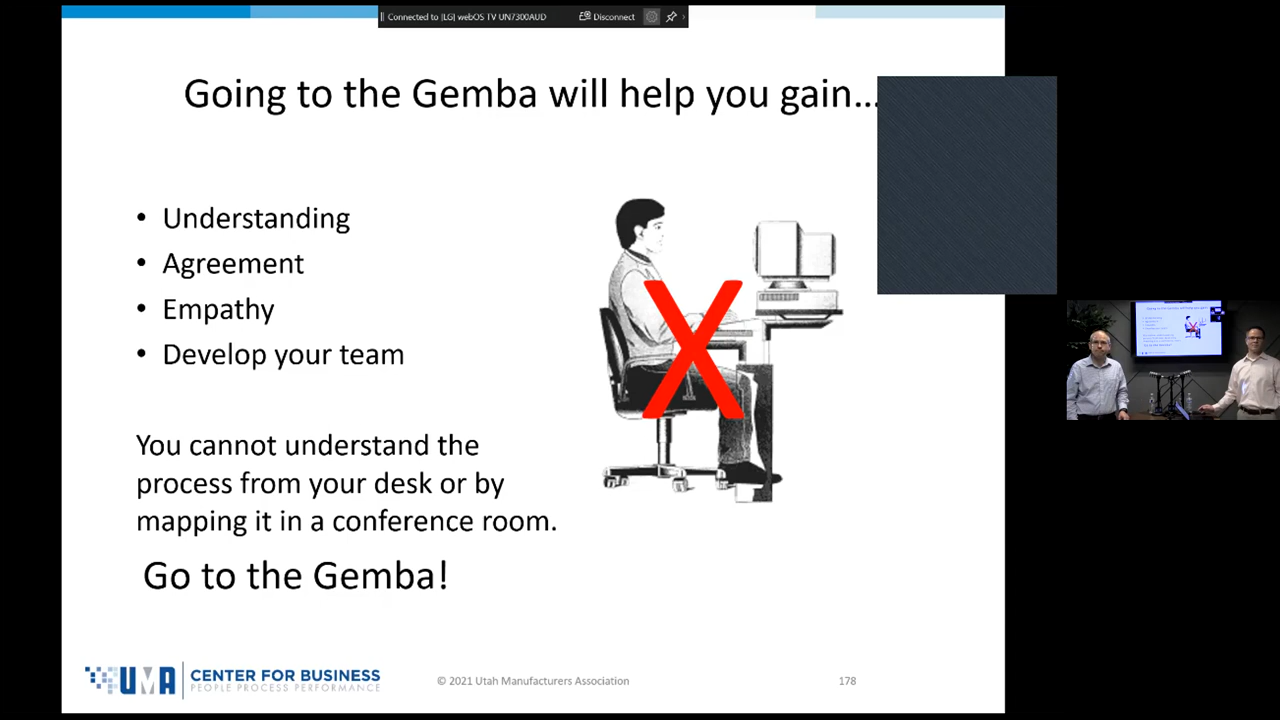 Connected to [LG] webOS TV UN7300AUD Disconnect
Going to the Gemba will help you gain...
• Understanding
• Agreement
• Empathy
• Develop your team
You cannot understand the
process from your desk or by
mapping it in a conference room.
Go to the Gemba!
UMA CENTER FOR BUSINESS
PEOPLE PROCESS PERFORMANCE
© 2021 Utah Manufacturers Association
178